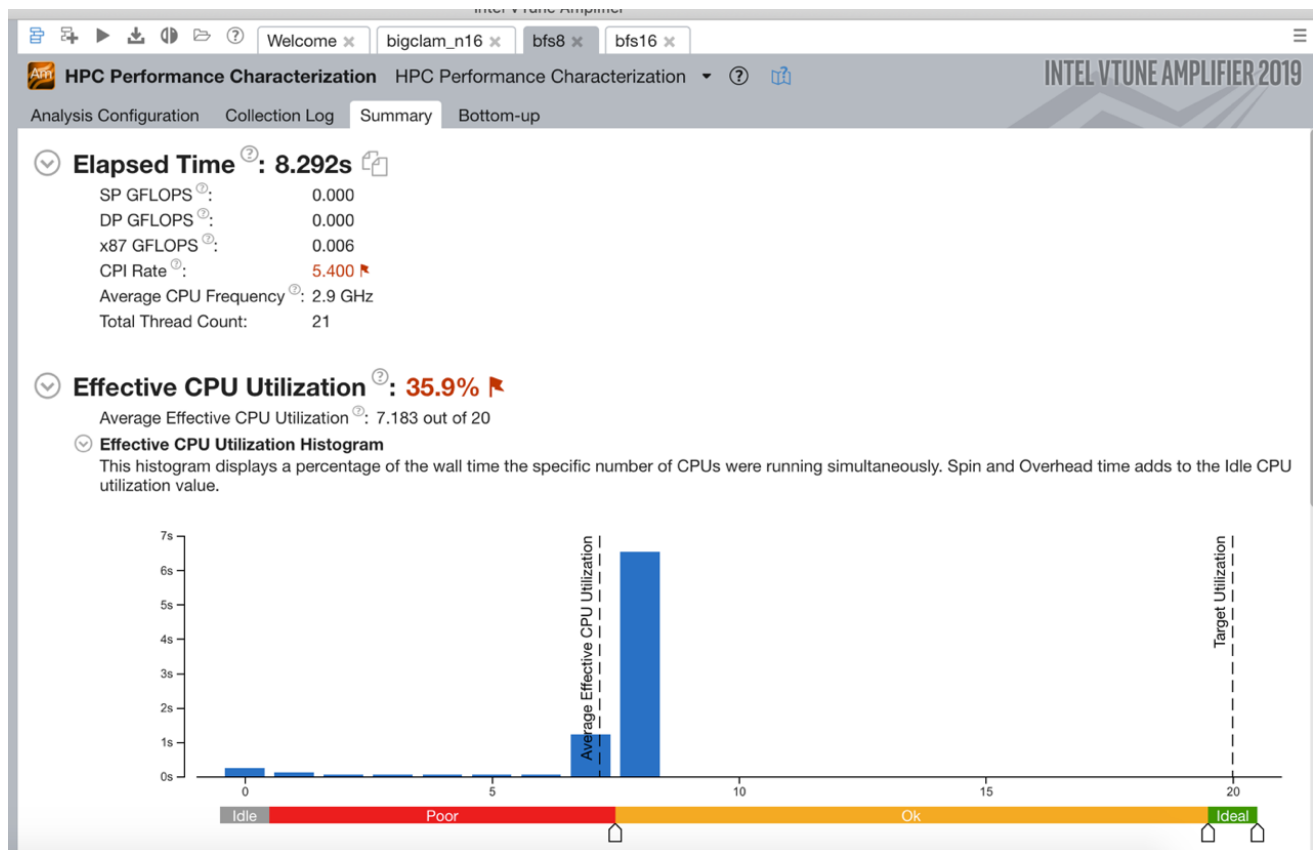 Intel VTune Amplifier
Welcome × bigclam_n16 × bfs8 × bfs16 ×
HPC Performance Characterization HPC Performance Characterization
INTEL VTUNE AMPLIFIER 2019
Analysis Configuration Collection Log Summary Bottom-up
Elapsed Time ? : 8.292s
SP GFLOPS ? : 0.000
DP GFLOPS ? : 0.000
x87 GFLOPS ? : 0.006
CPI Rate ? : 5.400
Average CPU Frequency ? : 2.9 GHz
Total Thread Count: 21
Effective CPU Utilization ? : 35.9%
Average Effective CPU Utilization ? : 7.183 out of 20
Effective CPU Utilization Histogram
This histogram displays a percentage of the wall time the specific number of CPUs were running simultaneously. Spin and Overhead time adds to the Idle CPU
utilization value.
7s
6s
5s
4s
3s
2s
1s
0s
Average Effective CPU Utilization
Target Utilization
0 5 10 15 20
Idle Poor Ok Ideal